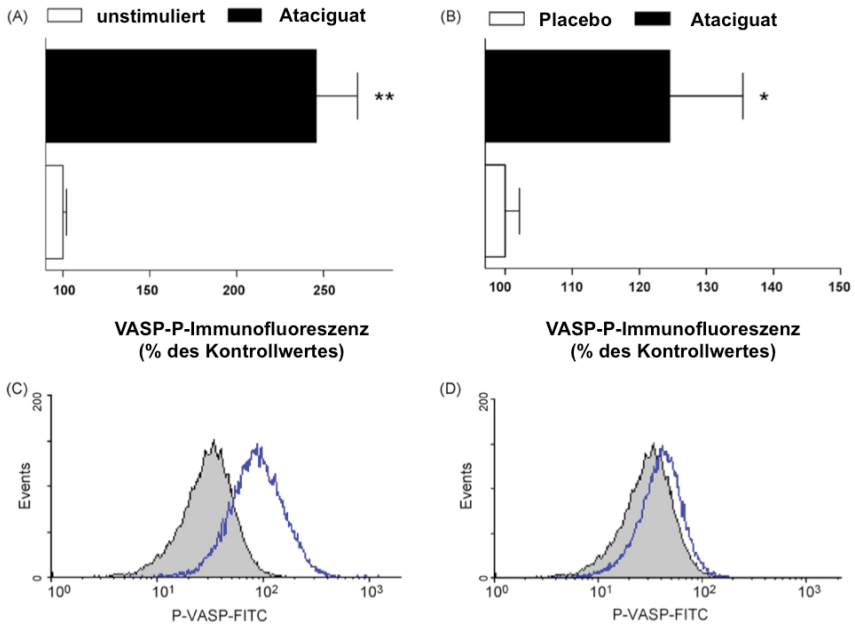 (A) unstimuliert Ataciguat
**
100 150 200 250
VASP-P-Immunofluoreszenz
(% des Kontrollwertes)
(B) Placebo Ataciguat
*
100 110 120 130 140 150
VASP-P-Immunofluoreszenz
(% des Kontrollwertes)
(C)
200
Events
0
10⁰ 10¹ 10² 10³
P-VASP-FITC
(D)
200
Events
0
10⁰ 10¹ 10² 10³
P-VASP-FITC